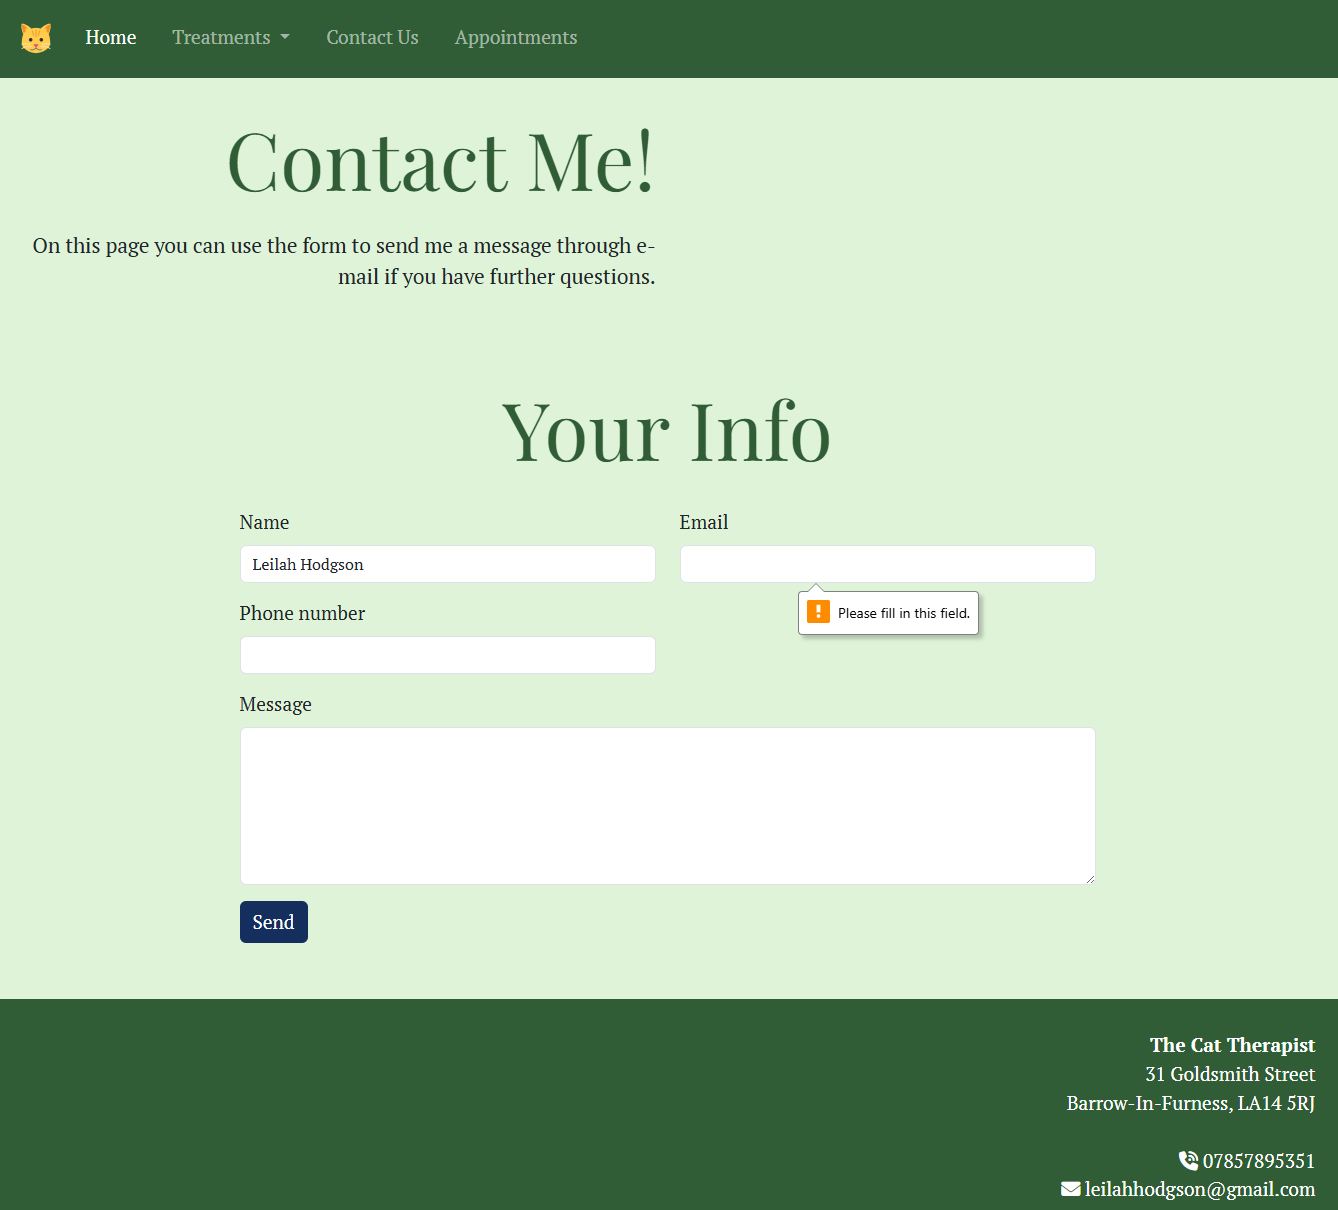 Home Treatments Contact Us Appointments
Contact Me!
On this page you can use the form to send me a message through e-
mail if you have further questions.
Your Info
Name
Email
Leilah Hodgson
Please fill in this field.
Phone number
Message
Send
The Cat Therapist
31 Goldsmith Street
Barrow-In-Furness, LA14 5RJ
07857895351
leilahhodgson@gmail.com